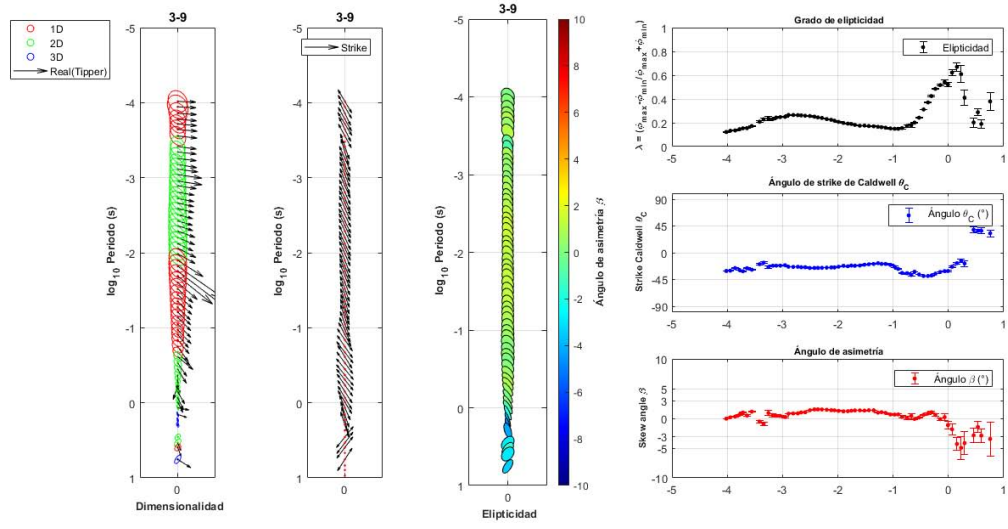 3-9
1D
2D
3D
Real(Tipper)
log10 Periodo (s)
-5
-4
-3
-2
-1
0
1
0
Dimensionalidad
3-9
Strike
log10 Periodo (s)
-5
-4
-3
-2
-1
0
1
0
3-9
log10 Periodo (s)
-5
-4
-3
-2
-1
0
1
0
Elipticidad
10
8
6
4
2
0
-2
-4
-6
-8
-10
Ángulo de asimetría β
Grado de elipticidad
Elipticidad
λ = (ϕmax-ϕmin/ϕmax+ϕmin)
1
0.8
0.6
0.4
0.2
0
-5 -4 -3 -2 -1 0 1
Ángulo de strike de Caldwell θC
Ángulo θC (°)
Strike Caldwell θC
90
45
0
-45
-90
-5 -4 -3 -2 -1 0 1
Ángulo de asimetría
Ángulo β (°)
Skew angle β
10
5
3
0
-3
-5
-10
-5 -4 -3 -2 -1 0 1